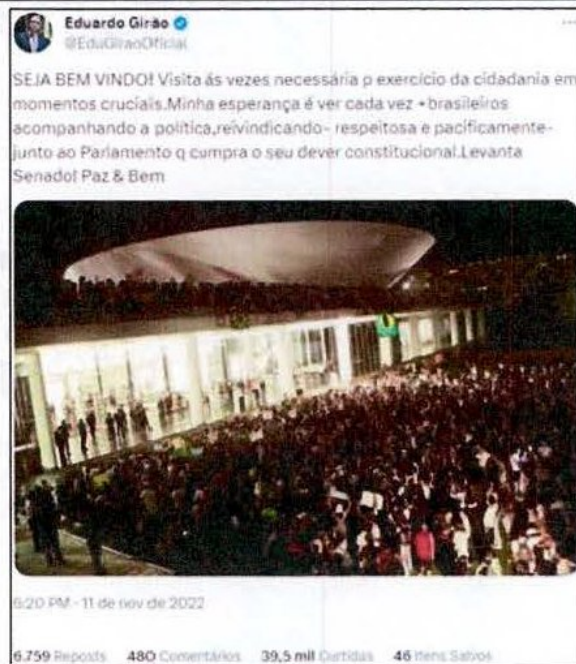 Eduardo Girão
@EduGiraoOficial
SEJA BEM VINDO! Visita ás vezes necessária p exercício da cidadania em
momentos cruciais.Minha esperança é ver cada vez +brasileiros
acompanhando a política,reivindicando- respeitosa e pacificamente-
junto ao Parlamento q cumpra o seu dever constitucional.Levanta
Senado! Paz & Bem
6:20 PM - 11 de nov de 2022
6.759 Reposts 480 Comentários 39,5 mil Curtidas 46 Itens Salvos